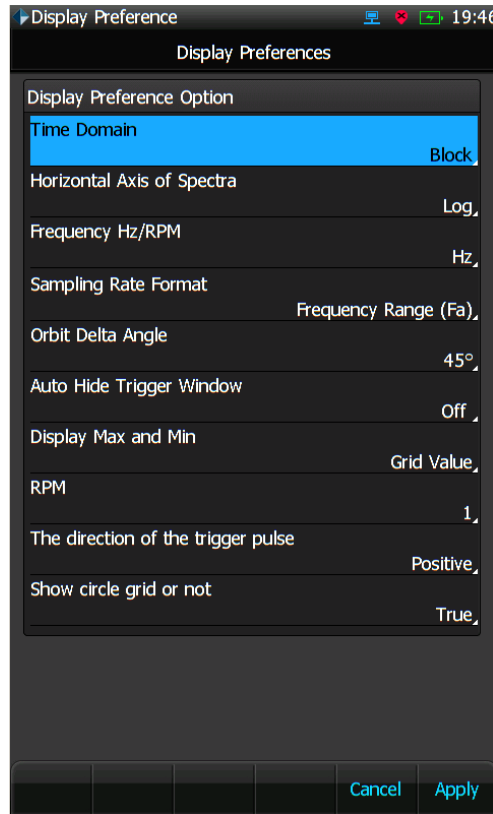 Display Preference
19:46
Display Preferences
Display Preference Option
Time Domain
Block
Horizontal Axis of Spectra
Log
Frequency Hz/RPM
Hz
Sampling Rate Format
Frequency Range (Fa)
Orbit Delta Angle
45°
Auto Hide Trigger Window
Off
Display Max and Min
Grid Value
RPM
1
The direction of the trigger pulse
Positive
Show circle grid or not
True
Cancel Apply